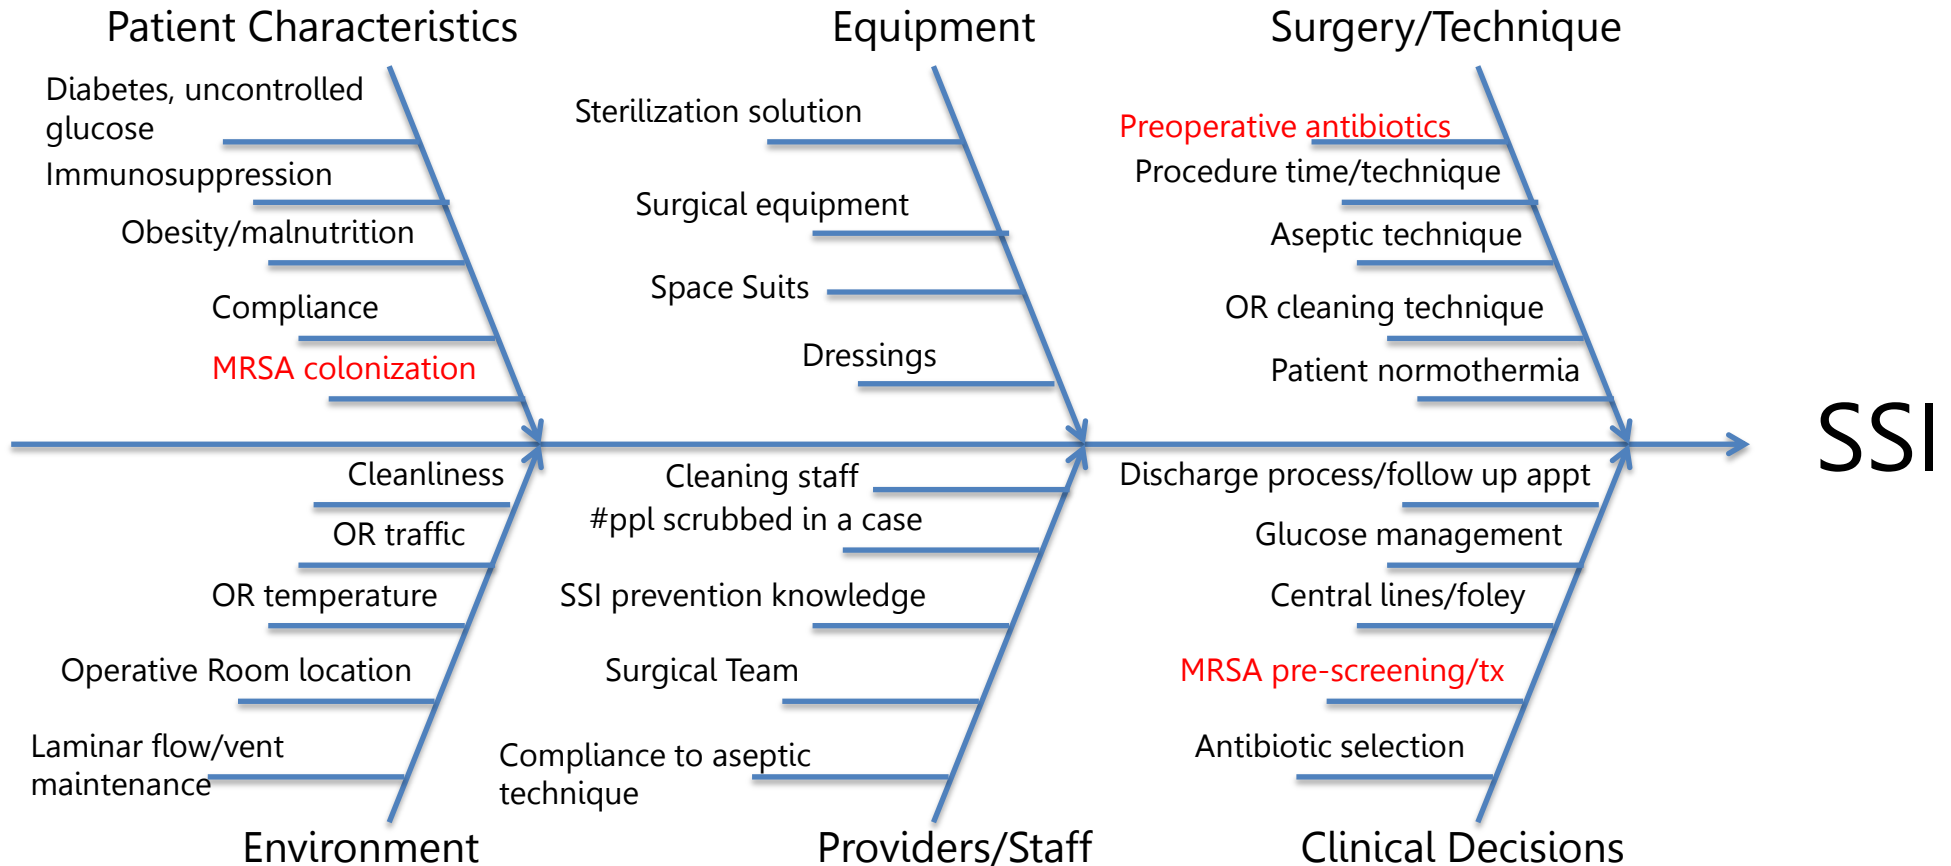 Patient Characteristics
Diabetes, uncontrolled
glucose
Immunosuppression
Obesity/malnutrition
Compliance
MRSA colonization
Equipment
Sterilization solution
Surgical equipment
Space Suits
Dressings
Surgery/Technique
Preoperative antibiotics
Procedure time/technique
Aseptic technique
OR cleaning technique
Patient normothermia
SSI
Cleanliness
OR traffic
OR temperature
Operative Room location
Laminar flow/vent
maintenance
Environment
Cleaning staff
#ppl scrubbed in a case
SSI prevention knowledge
Surgical Team
Compliance to aseptic
technique
Providers/Staff
Discharge process/follow up appt
Glucose management
Central lines/foley
MRSA pre-screening/tx
Antibiotic selection
Clinical Decisions